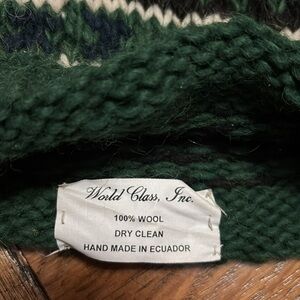 World Class, Inc.
100% WOOL
DRY CLEAN
HAND MADE IN ECUADOR